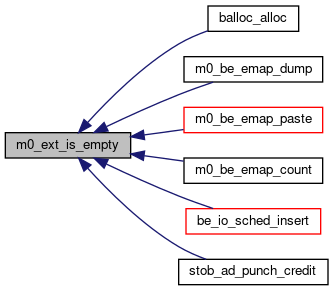 balloc_alloc
m0_be_emap_dump
m0_be_emap_paste
m0_ext_is_empty
m0_be_emap_count
be_io_sched_insert
stob_ad_punch_credit